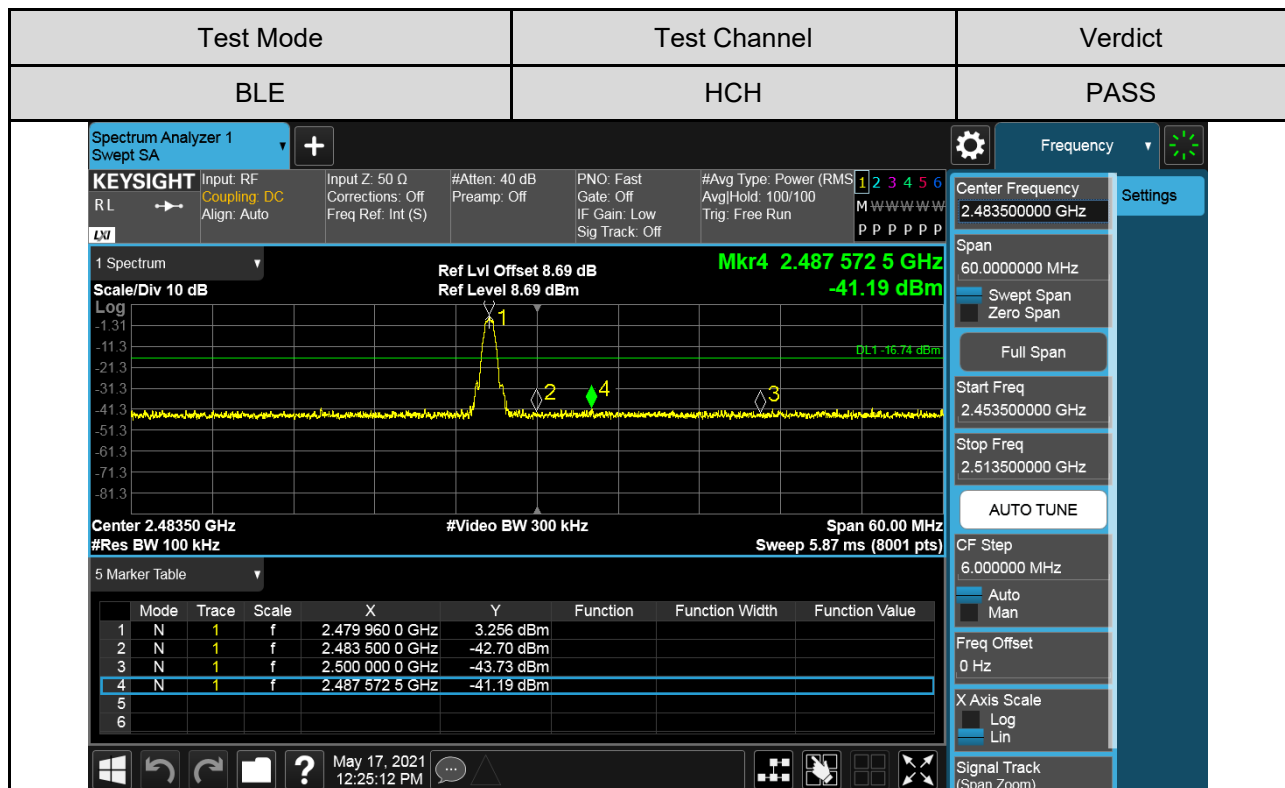 Test Mode Test Channel Verdict
BLE HCH PASS
Spectrum Analyzer 1
Swept SA
+
Frequency
KEYSIGHT
RL
LXI
Input: RF
Coupling: DC
Align: Auto
Input Z: 50 Ω
Corrections: Off
Freq Ref: Int (S)
#Atten: 40 dB
Preamp: Off
PNO: Fast
Gate: Off
IF Gain: Low
Sig Track: Off
#Avg Type: Power (RMS
Avg|Hold: 100/100
Trig: Free Run
1 2 3 4 5 6
M W W W W W
P P P P P P
Center Frequency
2.483500000 GHz
Settings
1 Spectrum
Scale/Div 10 dB
Ref Lvl Offset 8.69 dB
Ref Level 8.69 dBm
Mkr4 2.487 572 5 GHz
-41.19 dBm
Log
-1.31
-11.3
-21.3
-31.3
-41.3
-51.3
-61.3
-71.3
-81.3
1
2
4
3
DL1 -16.74 dBm
Center 2.48350 GHz
#Res BW 100 kHz
#Video BW 300 kHz
Span 60.00 MHz
Sweep 5.87 ms (8001 pts)
Span
60.0000000 MHz
Swept Span
Zero Span
Full Span
Start Freq
2.453500000 GHz
Stop Freq
2.513500000 GHz
AUTO TUNE
CF Step
6.000000 MHz
Auto
Man
Freq Offset
0 Hz
X Axis Scale
Log
Lin
Signal Track
(Span Zoom)
5 Marker Table
Mode Trace Scale X Y Function Function Width Function Value
1 N 1 f 2.479 960 0 GHz 3.256 dBm
2 N 1 f 2.483 500 0 GHz -42.70 dBm
3 N 1 f 2.500 000 0 GHz -43.73 dBm
4 N 1 f 2.487 572 5 GHz -41.19 dBm
5
6
?
May 17, 2021
12:25:12 PM